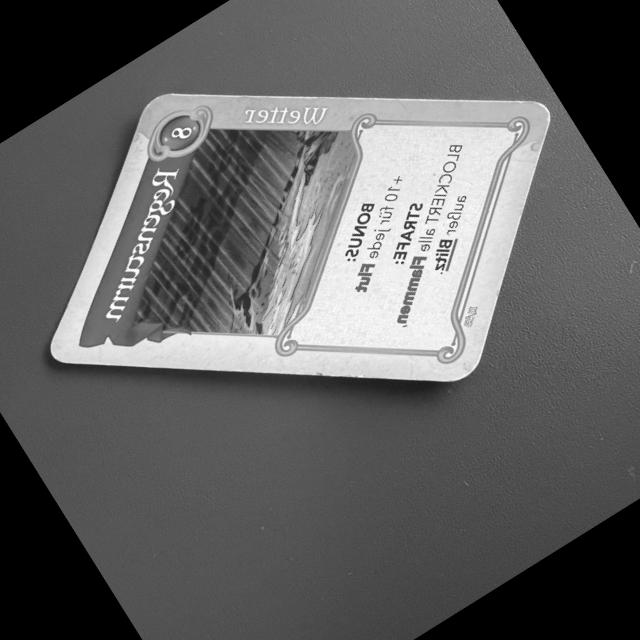 8
Regensturm
Wetter
BONUS:
+10 für jede Flut.
STRAFE:
BLOCKIERT alle Flammen,
außer Blitz.